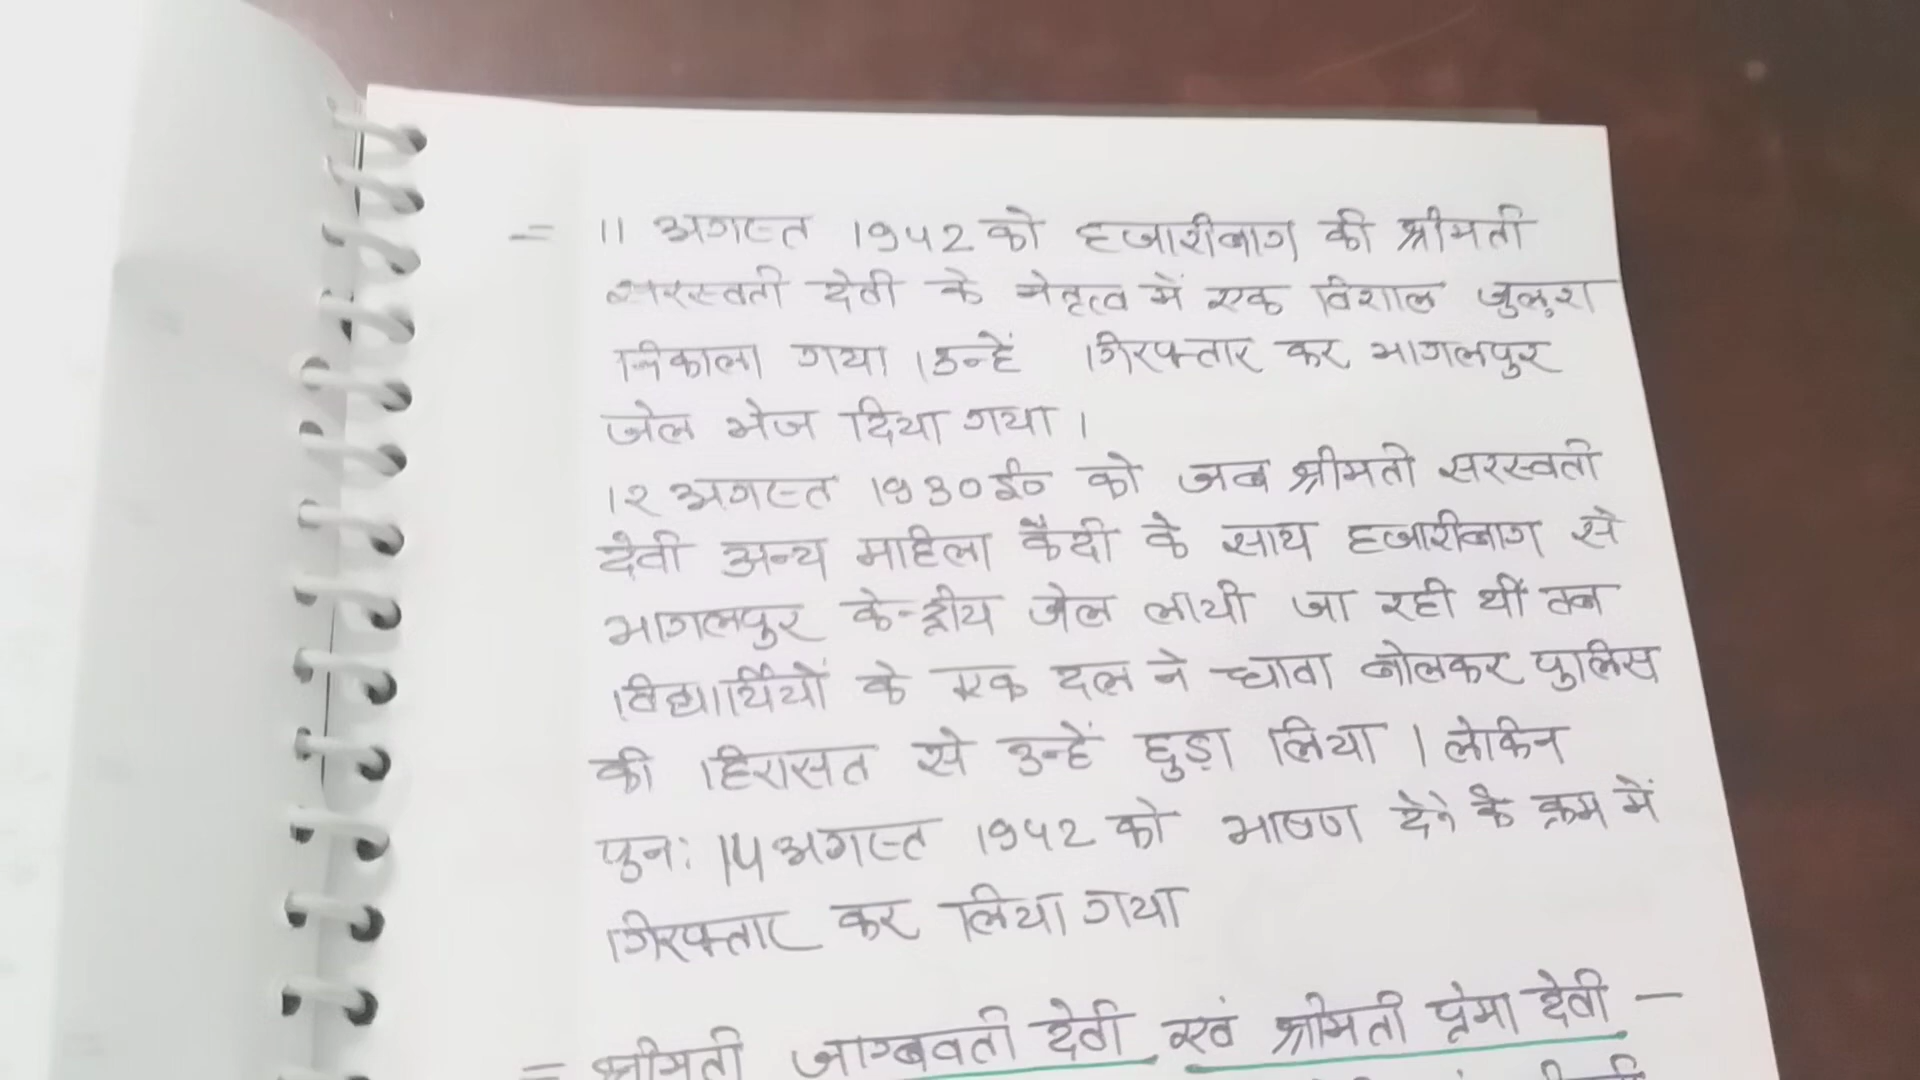 = 11 अगस्त 1942 को हजारीबाग की श्रीमती
सरस्वती देवी के नेतृत्व में एक विशाल जुलुश
निकाला गया । उन्हें गिरफ्तार कर भागलपुर
जेल भेज दिया गया ।
12 अगस्त 1930 ई० को जब श्रीमती सरस्वती
देवी अन्य महिला कैदी के साथ हजारीबाग से
भागलपुर केन्द्रीय जेल लायी जा रही थीं तब
विद्यार्थियों के एक दल ने धावा बोलकर पुलिस
की हिरासत से उन्हें छुड़ा लिया । लेकिन
पुनः 14 अगस्त 1942 को भाषण देने के क्रम में
गिरफ्तार कर लिया गया
= श्रीमती जाम्बवती देवी एवं श्रीमती प्रेमा देवी —